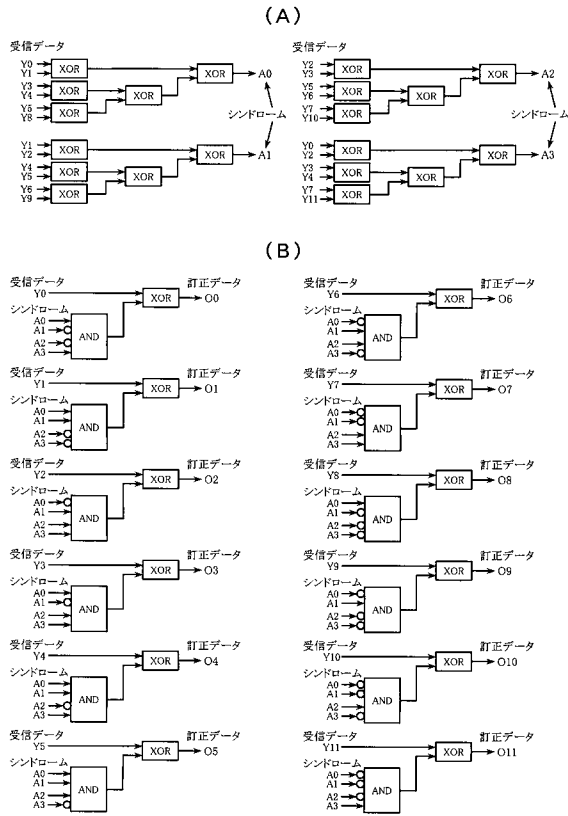 (A)
受信データ
Y0
Y1
XOR
Y3
Y4
XOR
Y5
Y8
XOR
XOR
XOR
A0
シンドローム
Y1
Y2
XOR
Y4
Y5
XOR
Y6
Y9
XOR
XOR
XOR
A1
Y2
Y3
XOR
Y5
Y6
XOR
Y7
Y10
XOR
XOR
XOR
A2
シンドローム
Y0
Y2
XOR
Y3
Y4
XOR
Y7
Y11
XOR
XOR
XOR
A3
(B)
受信データ
Y0
シンドローム
A0
A1
A2
A3
AND
XOR
訂正データ
O0
受信データ
Y1
シンドローム
A0
A1
A2
A3
AND
XOR
訂正データ
O1
受信データ
Y2
シンドローム
A0
A1
A2
A3
AND
XOR
訂正データ
O2
受信データ
Y3
シンドローム
A0
A1
A2
A3
AND
XOR
訂正データ
O3
受信データ
Y4
シンドローム
A0
A1
A2
A3
AND
XOR
訂正データ
O4
受信データ
Y5
シンドローム
A0
A1
A2
A3
AND
XOR
訂正データ
O5
受信データ
Y6
シンドローム
A0
A1
A2
A3
AND
XOR
訂正データ
O6
受信データ
Y7
シンドローム
A0
A1
A2
A3
AND
XOR
訂正データ
O7
受信データ
Y8
シンドローム
A0
A1
A2
A3
AND
XOR
訂正データ
O8
受信データ
Y9
シンドローム
A0
A1
A2
A3
AND
XOR
訂正データ
O9
受信データ
Y10
シンドローム
A0
A1
A2
A3
AND
XOR
訂正データ
O10
受信データ
Y11
シンドローム
A0
A1
A2
A3
AND
XOR
訂正データ
O11